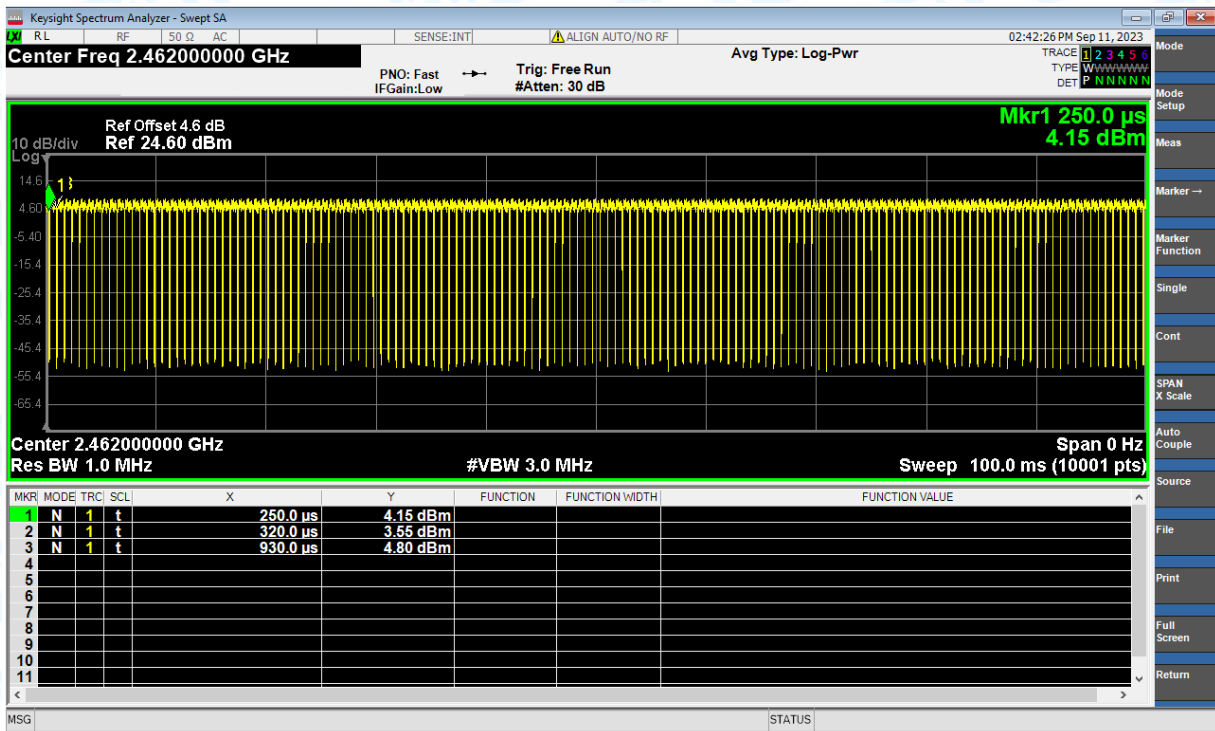 Keysight Spectrum Analyzer - Swept SA
LXI RL RF 50 Ω AC SENSE:INT ALIGN AUTO/NO RF 02:42:26 PM Sep 11, 2023
Center Freq 2.462000000 GHz
PNO: Fast
IFGain:Low
Trig: Free Run
#Atten: 30 dB
Avg Type: Log-Pwr
TRACE 1 2 3 4 5 6
TYPE WWWWWW
DET P N N N N N
Mkr1 250.0 µs
4.15 dBm
10 dB/div
Log
Ref Offset 4.6 dB
Ref 24.60 dBm
14.6
4.60
-5.40
-15.4
-25.4
-35.4
-45.4
-55.4
-65.4
1
3
Center 2.462000000 GHz Span 0 Hz
Res BW 1.0 MHz #VBW 3.0 MHz Sweep 100.0 ms (10001 pts)
MKR MODE TRC SCL X Y FUNCTION FUNCTION WIDTH FUNCTION VALUE
1 N 1 t 250.0 µs 4.15 dBm
2 N 1 t 320.0 µs 3.55 dBm
3 N 1 t 930.0 µs 4.80 dBm
4
5
6
7
8
9
10
11
MSG STATUS
Mode
Mode
Setup
Meas
Marker →
Marker
Function
Single
Cont
SPAN
X Scale
Auto
Couple
Source
File
Print
Full
Screen
Return